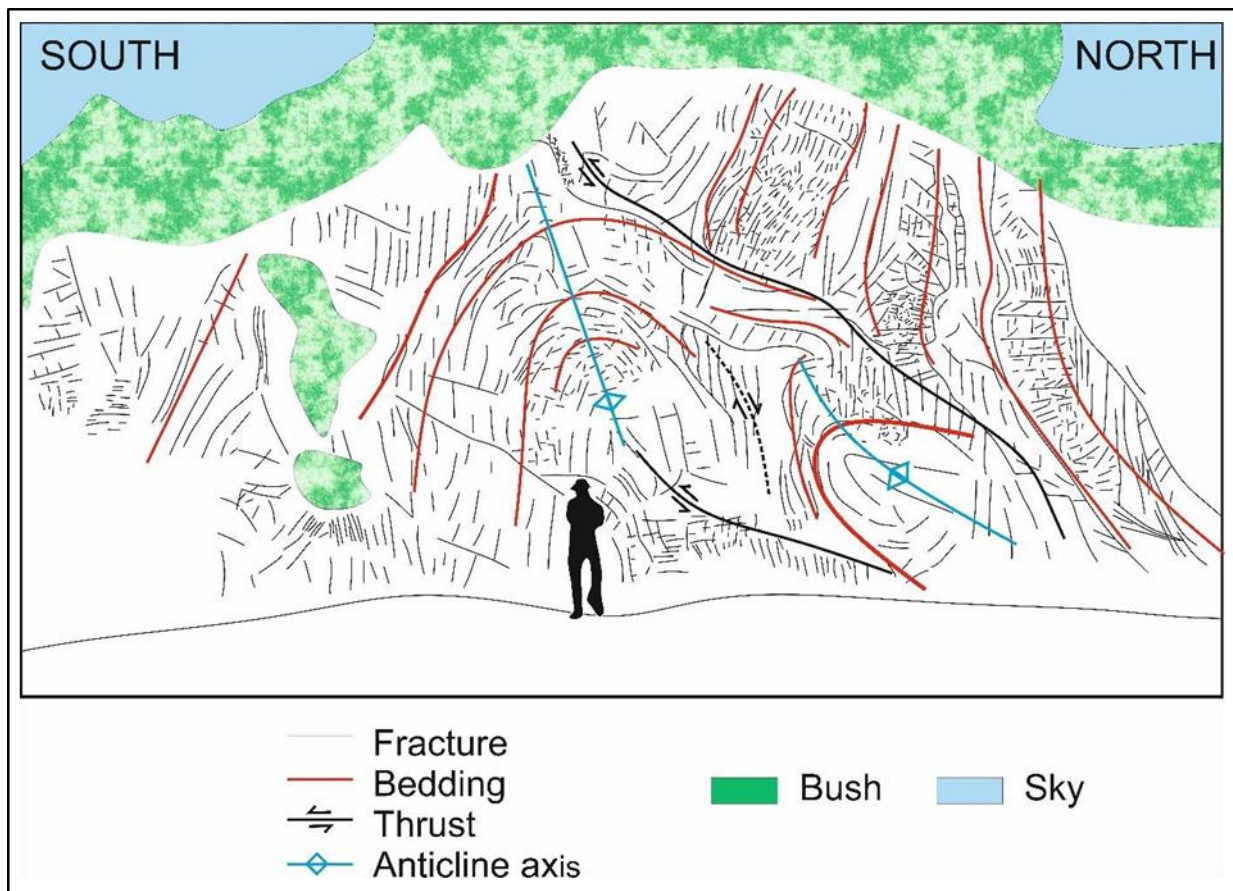 SOUTH
NORTH
Fracture
Bedding
Thrust
Anticline axis
Bush
Sky